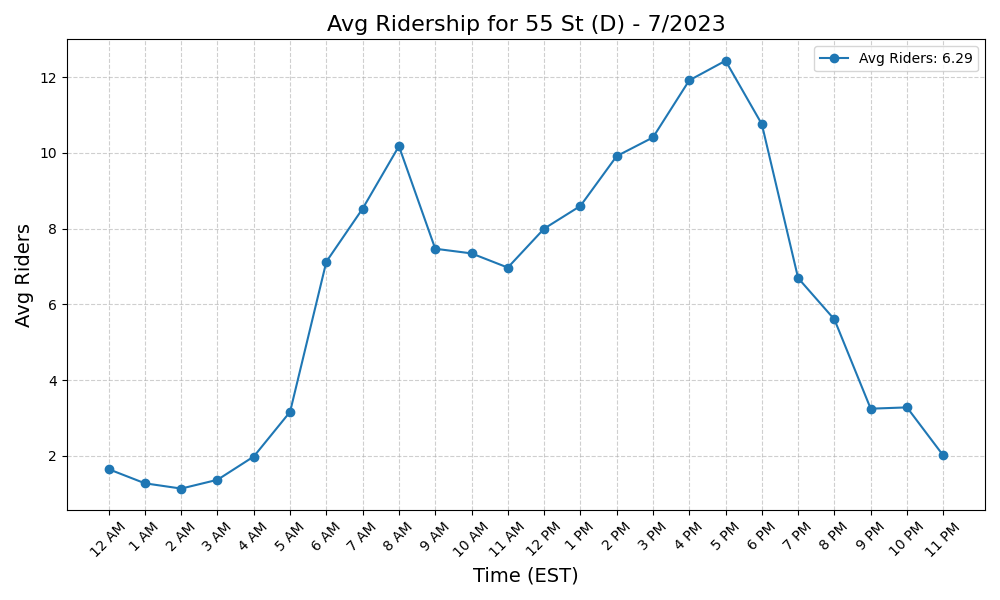 Avg Ridership for 55 St (D) - 7/2023
Avg Riders: 6.29
Avg Riders
12
10
8
6
4
2
12 AM
1 AM
2 AM
3 AM
4 AM
5 AM
6 AM
7 AM
8 AM
9 AM
10 AM
11 AM
12 PM
1 PM
2 PM
3 PM
4 PM
5 PM
6 PM
7 PM
8 PM
9 PM
10 PM
11 PM
Time (EST)